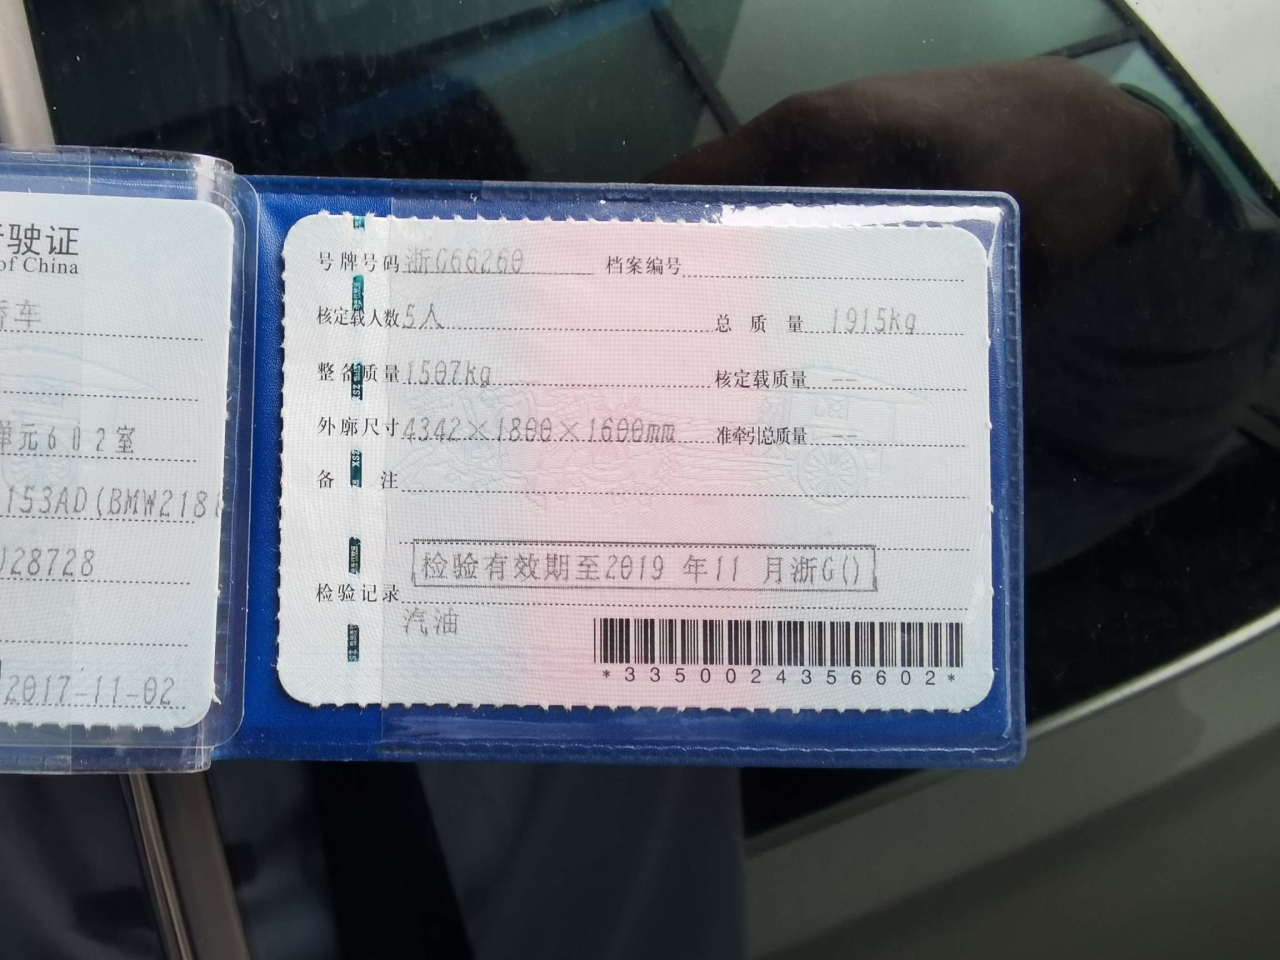 驶证
of China
车
单元602室
153AD(BMW218
28728
2017-11-02
号牌号码 浙G66260 档案编号
核定载人数 5人 总质量 1915kg
整备质量 1507kg 核定载质量 --
外廓尺寸 4342×1800×1600mm 准牵引总质量 --
备注
检验有效期至2019 年11 月浙G()
检验记录
汽油
*3350024356602*